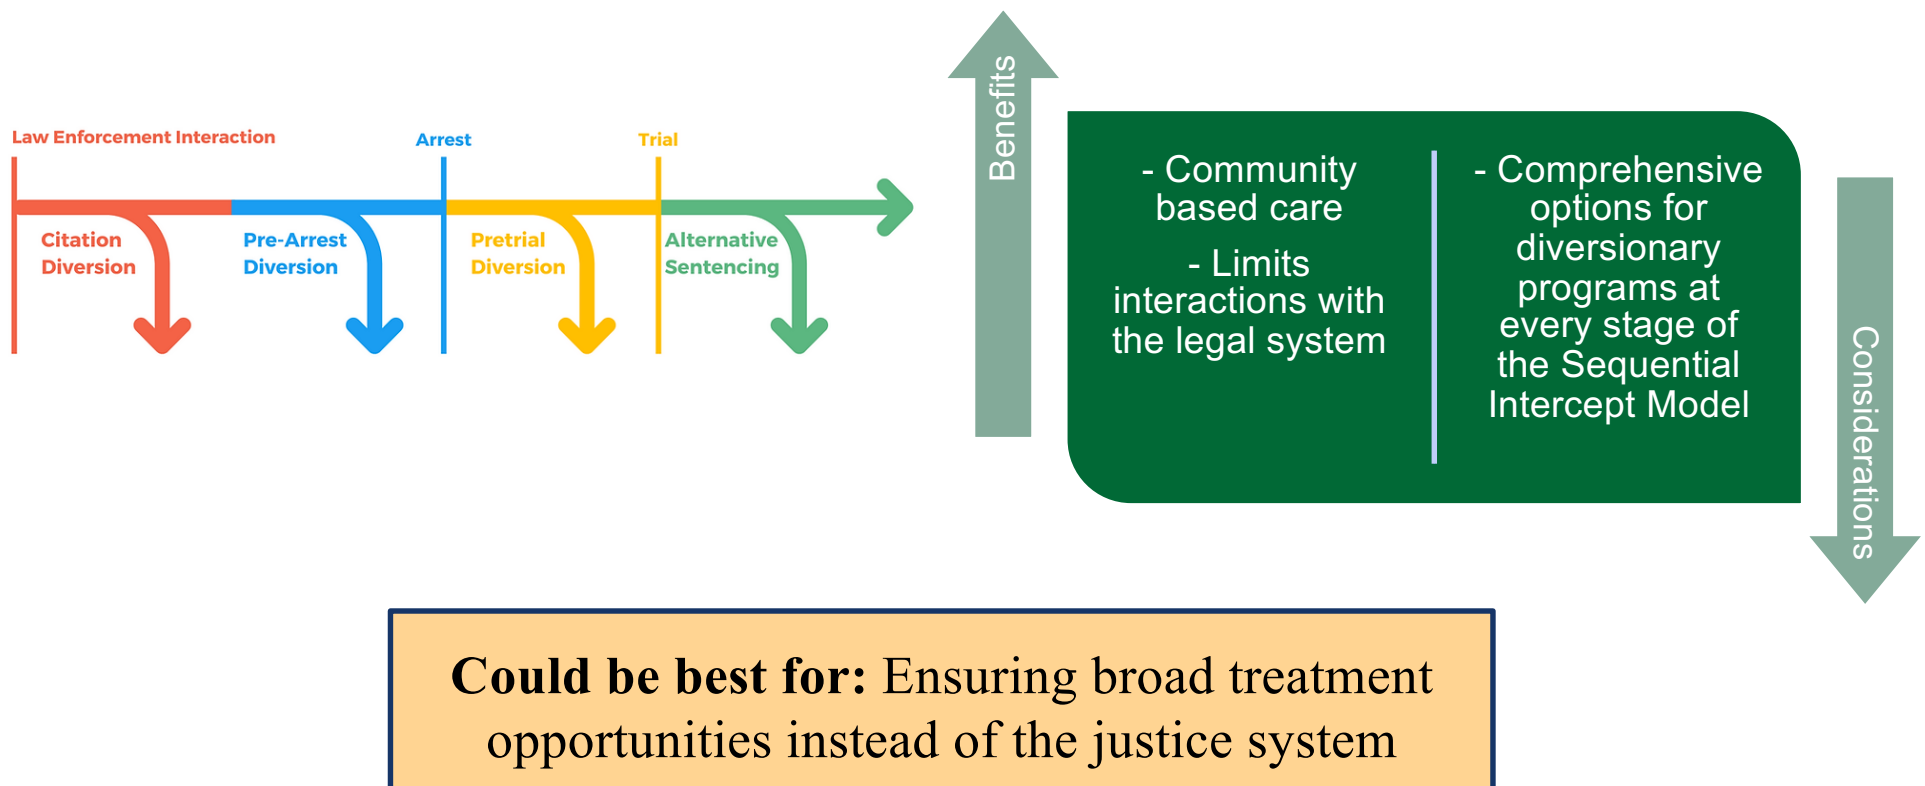 Law Enforcement Interaction
Arrest
Trial
Citation
Diversion
Pre-Arrest
Diversion
Pretrial
Diversion
Alternative
Sentencing
Benefits
- Community
based care
- Limits
interactions with
the legal system
- Comprehensive
options for
diversionary
programs at
every stage of
the Sequential
Intercept Model
Considerations
Could be best for: Ensuring broad treatment
opportunities instead of the justice system